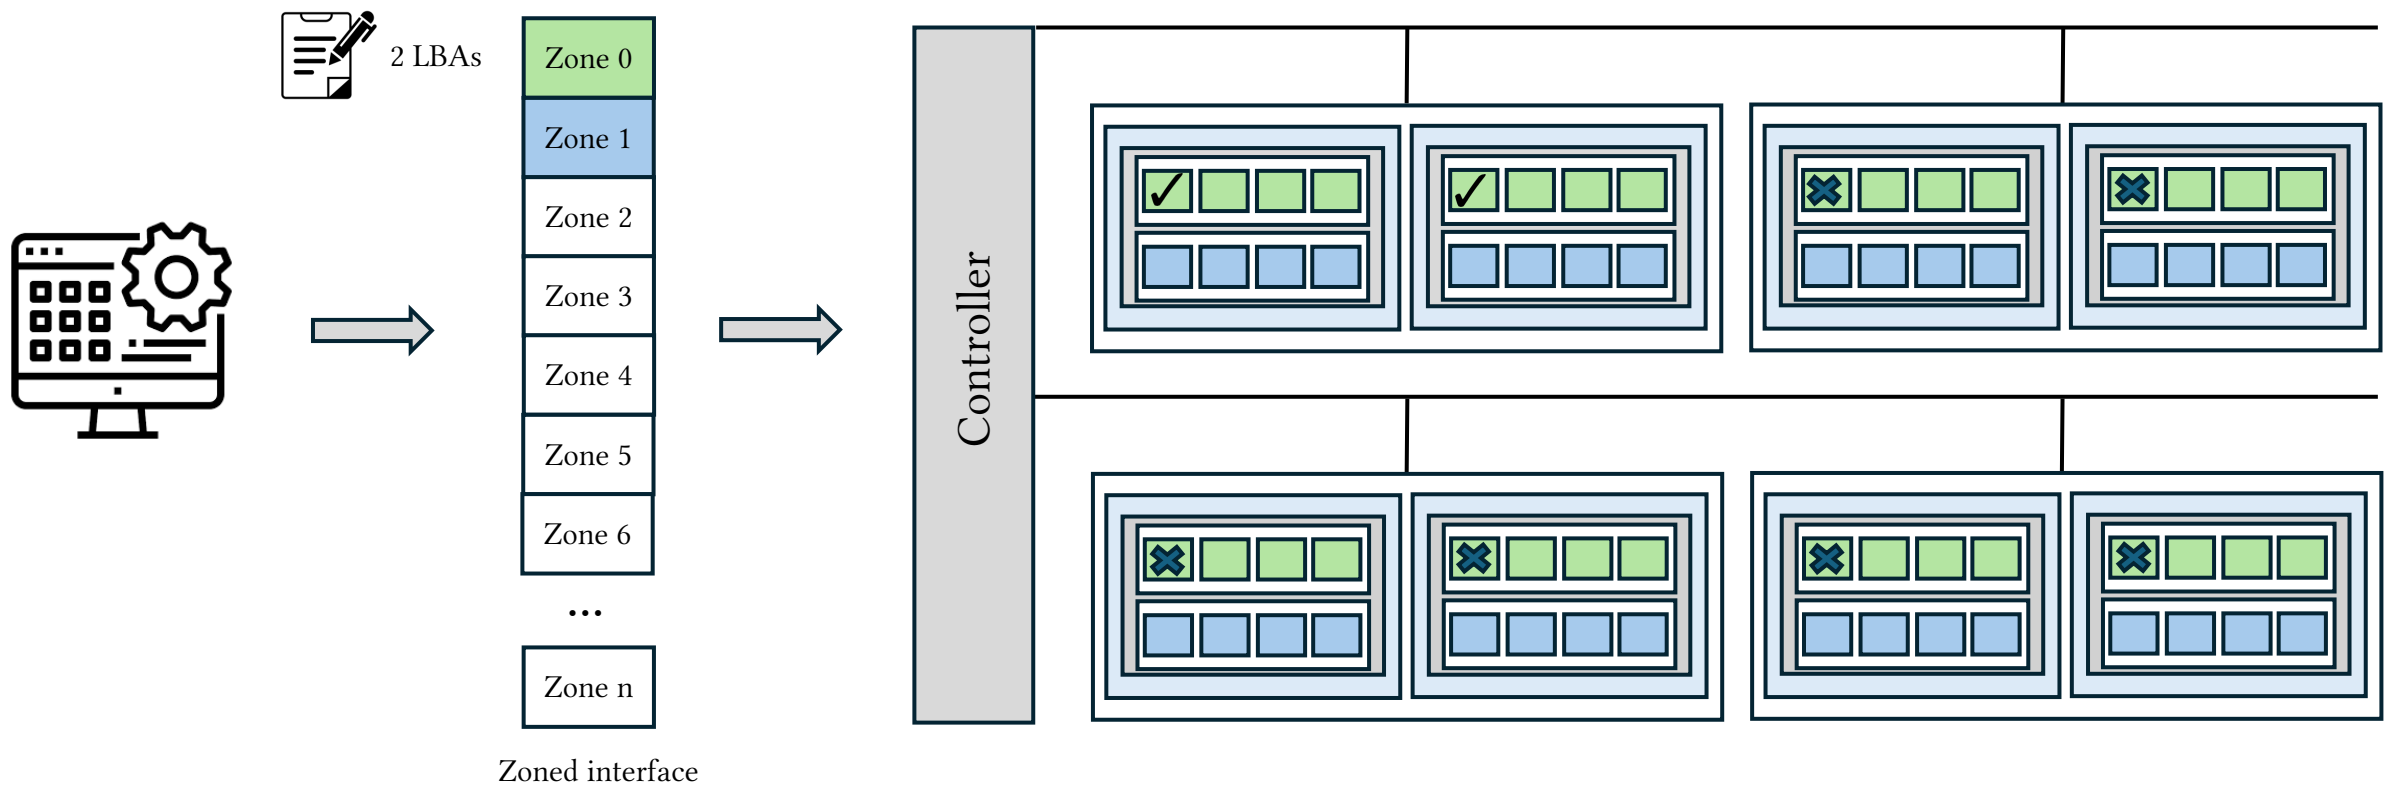 2 LBAs
Zone 0
Zone 1
Zone 2
Zone 3
Zone 4
Zone 5
Zone 6
...
Zone n
Zoned interface
Controller